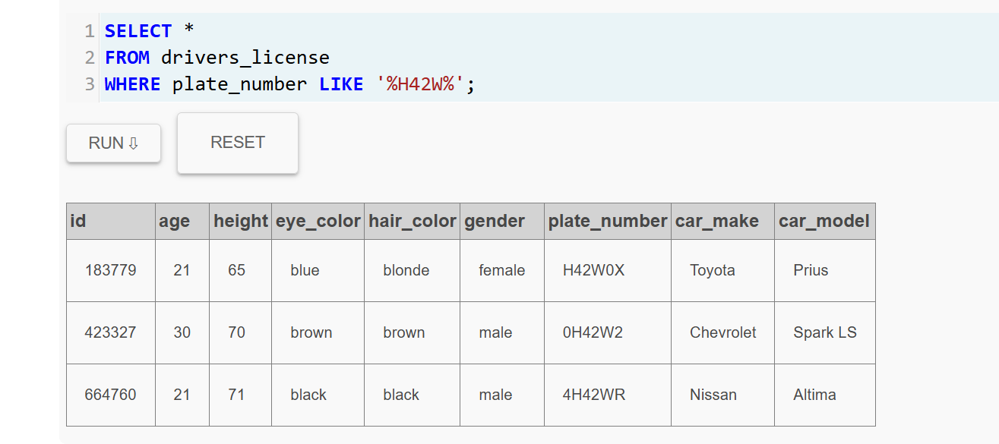 1 SELECT *
2 FROM drivers_license
3 WHERE plate_number LIKE '%H42W%';
RUN ⇩ RESET
id age height eye_color hair_color gender plate_number car_make car_model
183779 21 65 blue blonde female H42W0X Toyota Prius
423327 30 70 brown brown male 0H42W2 Chevrolet Spark LS
664760 21 71 black black male 4H42WR Nissan Altima